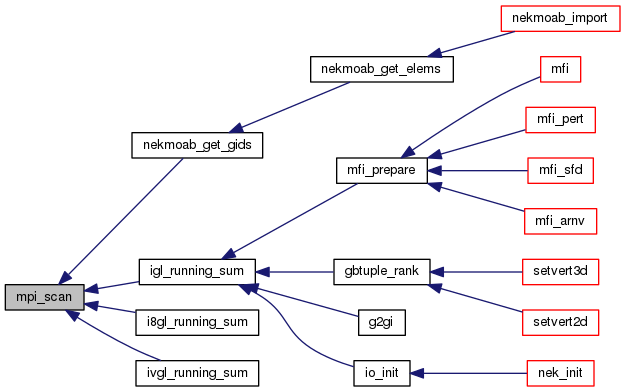 nekmoab_import
nekmoab_get_elems
mfi
mfi_pert
nekmoab_get_gids
mfi_prepare
mfi_sfd
mfi_arnv
igl_running_sum
gbtuple_rank
setvert3d
mpi_scan
i8gl_running_sum
g2gi
setvert2d
ivgl_running_sum
io_init
nek_init